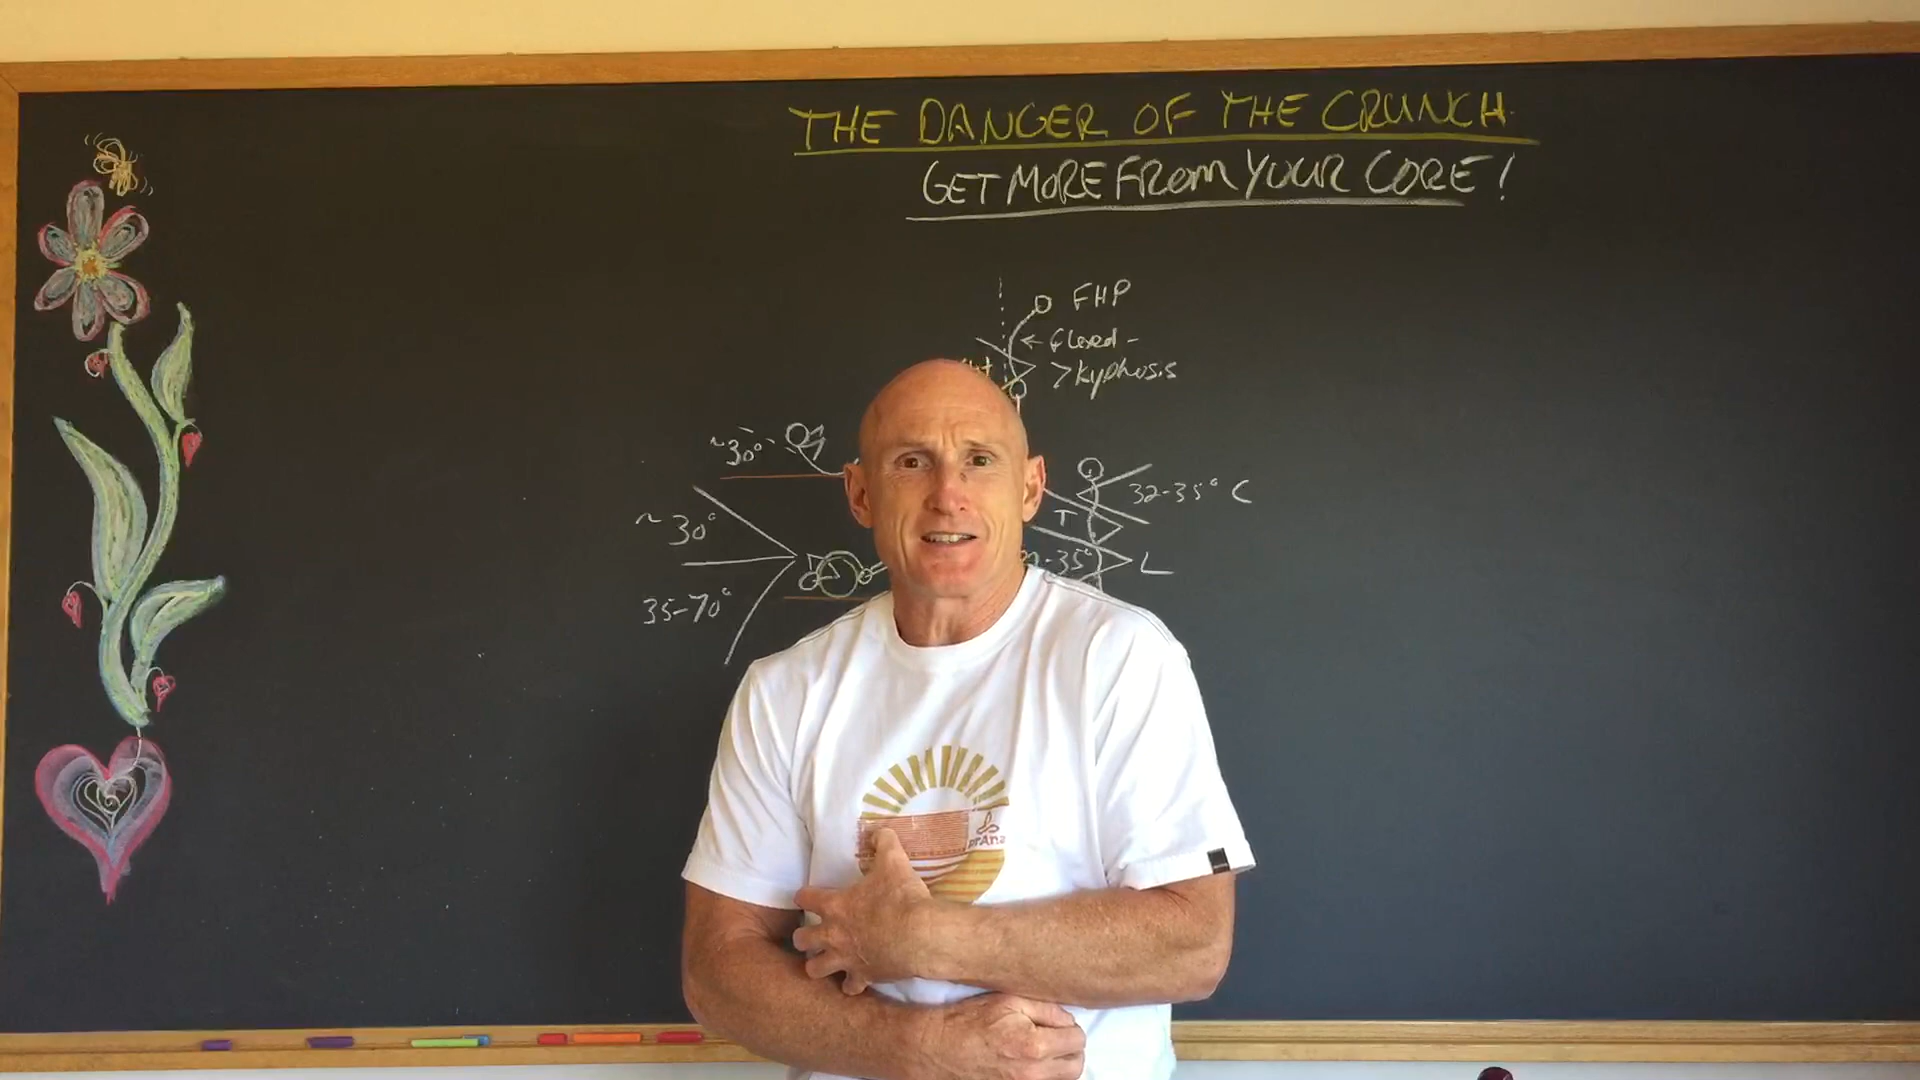 THE DANGER OF THE CRUNCH.
GET MORE FROM YOUR CORE!
FHP
← flexed -
>kyphosis
~30°
32-35° C
~30°
T
-35°
L
35-70°
prAna